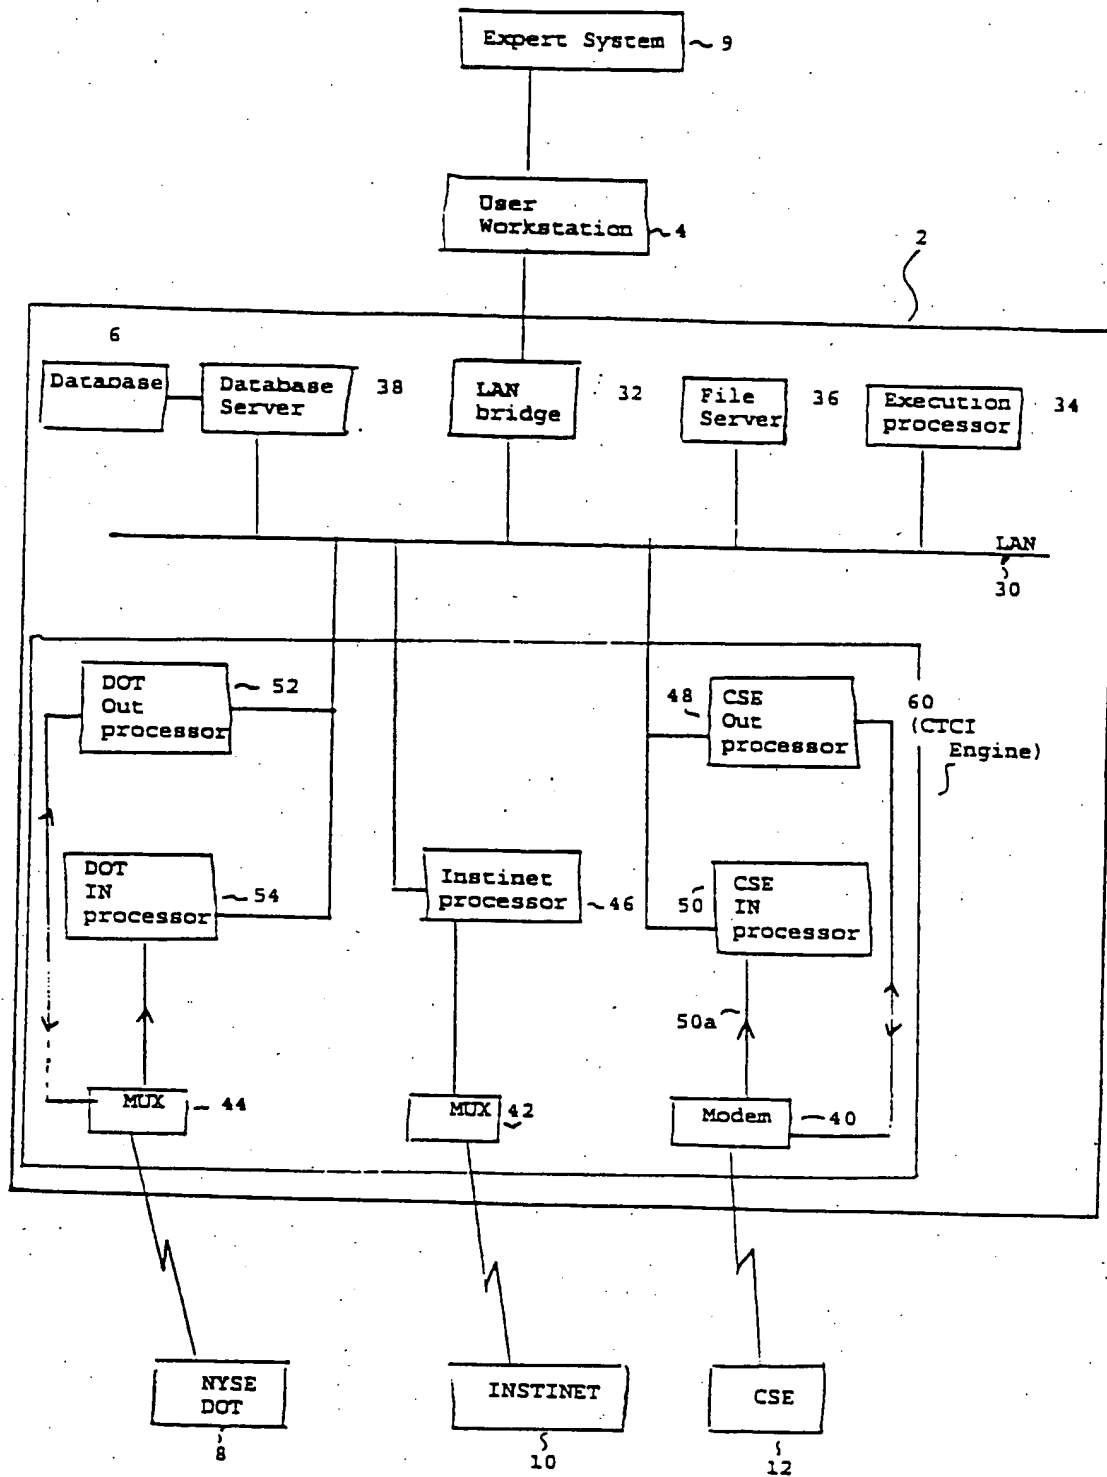 Expert System
9
User
Workstation
4
2
6
Database
Database
Server
38
LAN
bridge
32
File
Server
36
Execution
processor
34
LAN
30
DOT
Out
processor
52
48
CSE
Out
processor
60
(CTCI
Engine)
DOT
IN
processor
54
Instinet
processor
46
50
CSE
IN
processor
50a
MUX
44
MUX
42
Modem
40
NYSE
DOT
8
INSTINET
10
CSE
12